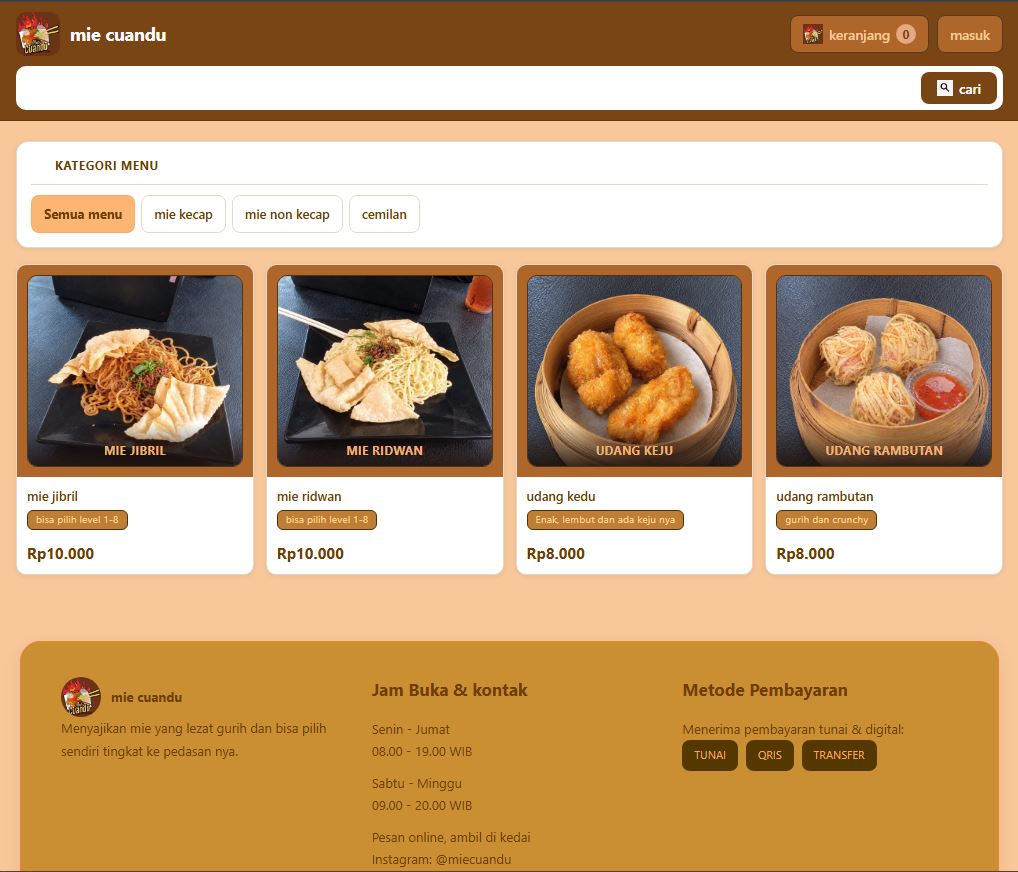 CUANDU
mie cuandu
keranjang 0
masuk
cari
KATEGORI MENU
Semua menu
mie kecap
mie non kecap
cemilan
MIE JIBRIL
mie jibril
bisa pilih level 1-8
Rp10.000
MIE RIDWAN
mie ridwan
bisa pilih level 1-8
Rp10.000
UDANG KEJU
udang kedu
Enak, lembut dan ada keju nya
Rp8.000
UDANG RAMBUTAN
udang rambutan
gurih dan crunchy
Rp8.000
CUANDU
mie cuandu
Menyajikan mie yang lezat gurih dan bisa pilih
sendiri tingkat ke pedasan nya.
Jam Buka & kontak
Senin - Jumat
08.00 - 19.00 WIB
Sabtu - Minggu
09.00 - 20.00 WIB
Pesan online, ambil di kedai
Instagram: @miecuandu
Metode Pembayaran
Menerima pembayaran tunai & digital:
TUNAI
QRIS
TRANSFER